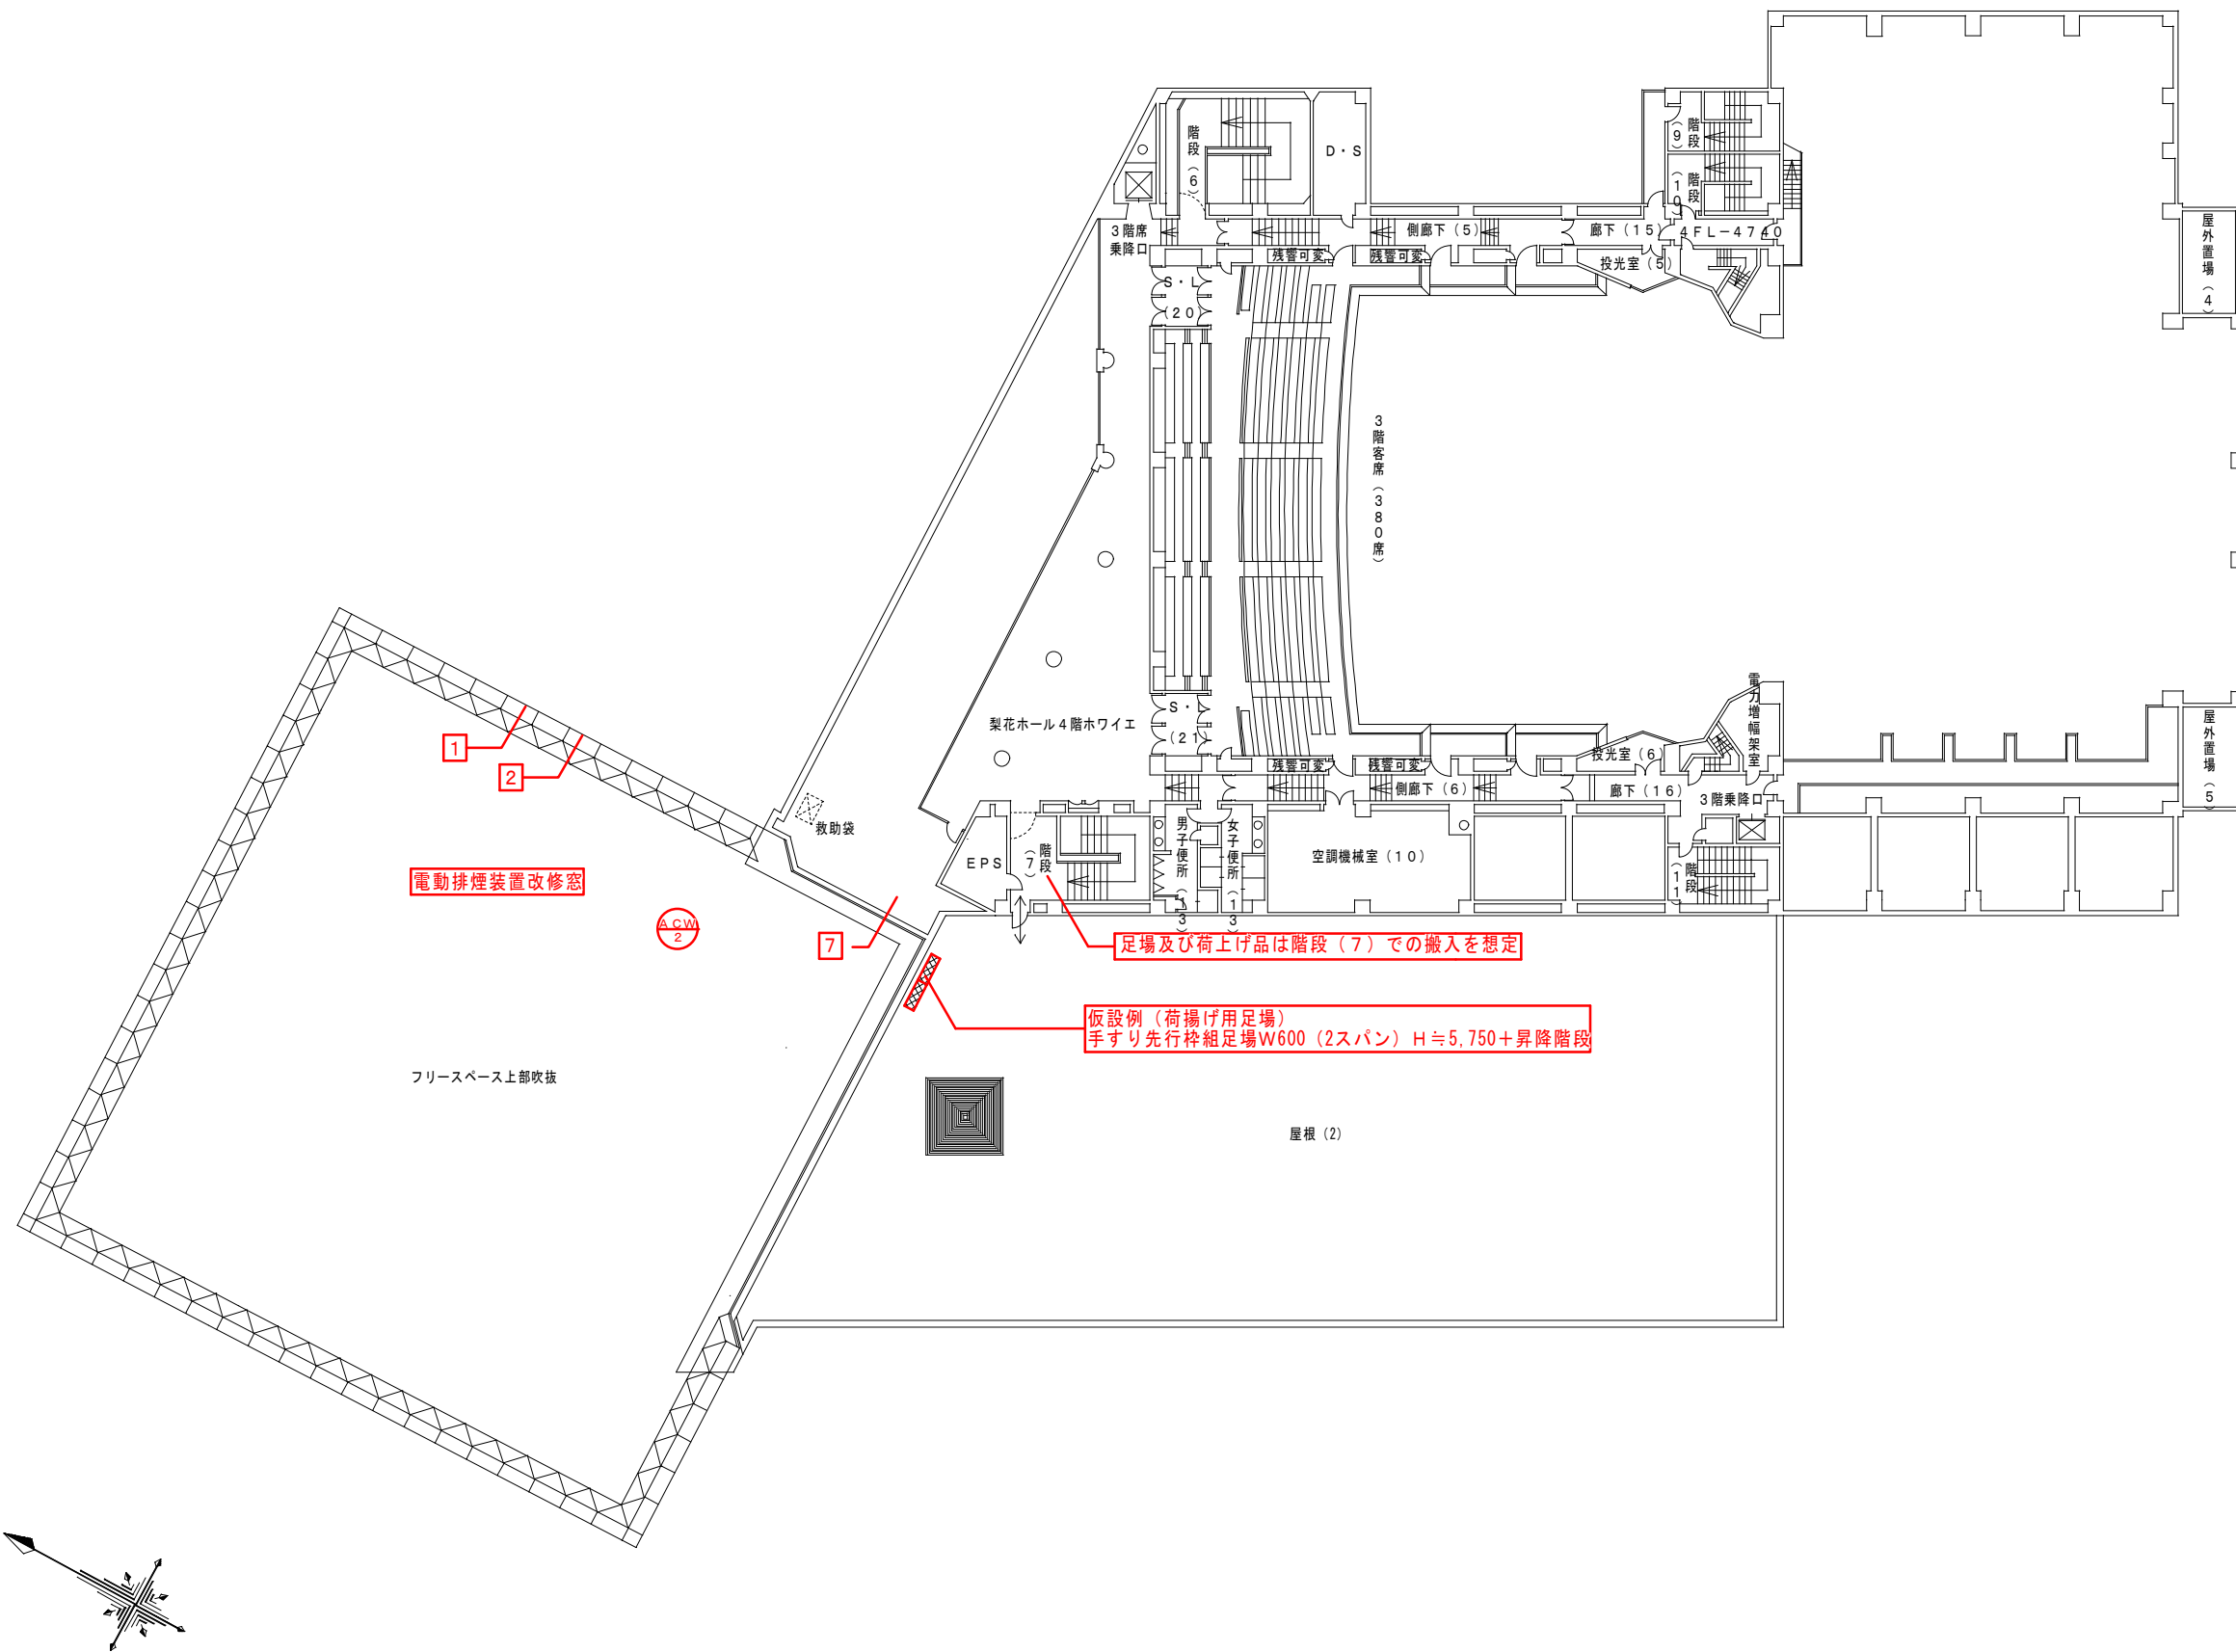 階段（6）
D・S
階段（9）
階段（10）
3階席
乗降口
側廊下（5）
廊下（15）
4FL－4740
屋外置場（4）
残響可変
残響可変
投光室（5）
S・L
（20）
3階客席（380席）
梨花ホール4階ホワイエ
S・L
（21）
電力増幅架室
屋外置場（5）
残響可変
残響可変
投光室（6）
側廊下（6）
廊下（16）
3階乗降口
1
2
救助袋
EPS
階段（7）
男子便所（13）
女子便所（13）
空調機械室（10）
階段（11）
電動排煙装置改修窓
ACW
2
7
足場及び荷上げ品は階段（7）での搬入を想定
仮設例（荷揚げ用足場）
手すり先行枠組足場W600（2スパン）H≒5,750＋昇降階段
フリースペース上部吹抜
屋根（2）